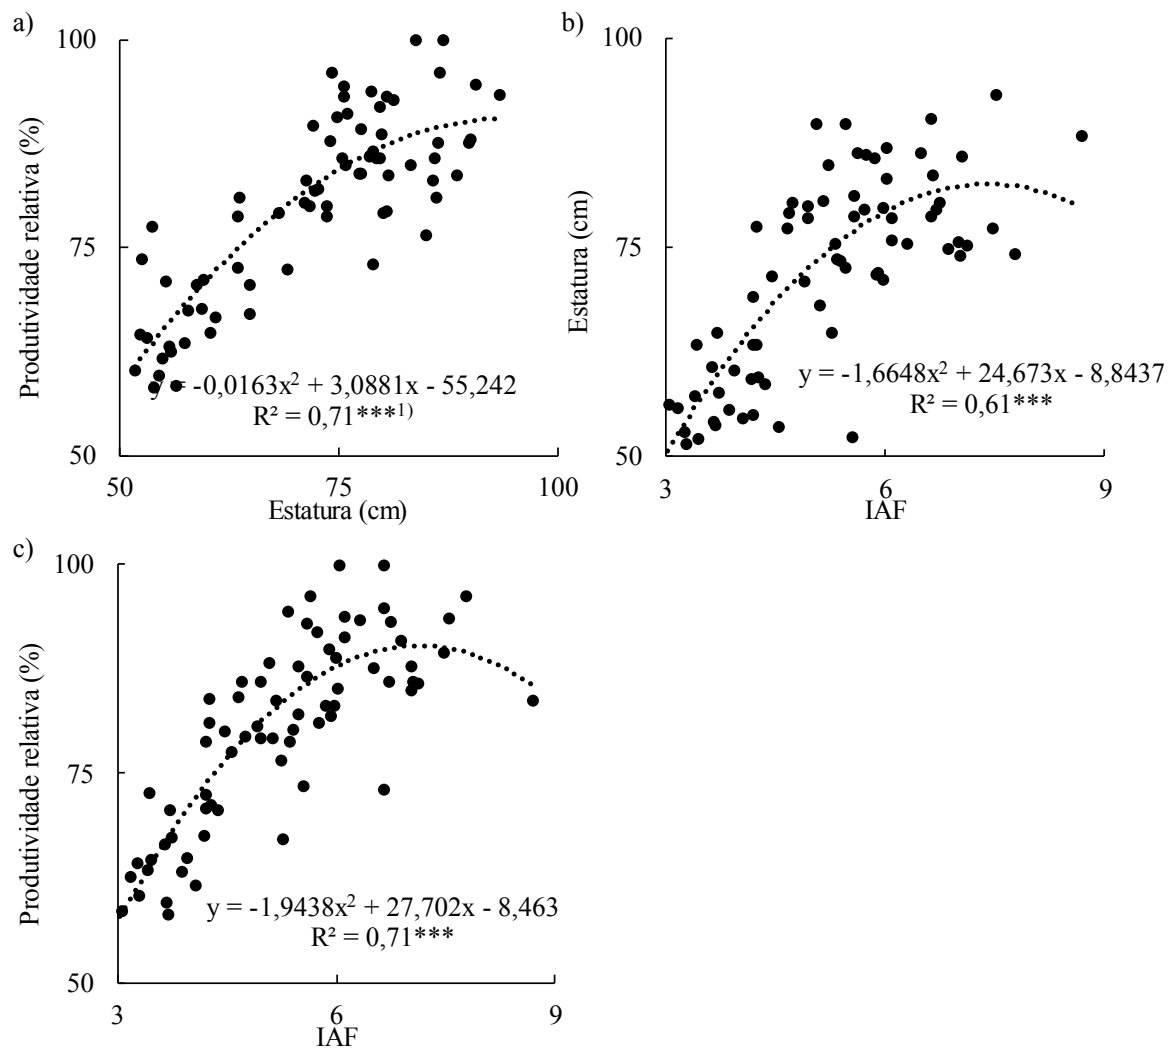 a)
100
75
50
Produtividade relativa (%)
y = -0,0163x² + 3,0881x - 55,242
R² = 0,71***¹⁾
50 75 100
Estatura (cm)
b)
100
75
50
Estatura (cm)
y = -1,6648x² + 24,673x - 8,8437
R² = 0,61***
3 6 9
IAF
c)
100
75
50
Produtividade relativa (%)
y = -1,9438x² + 27,702x - 8,463
R² = 0,71***
3 6 9
IAF